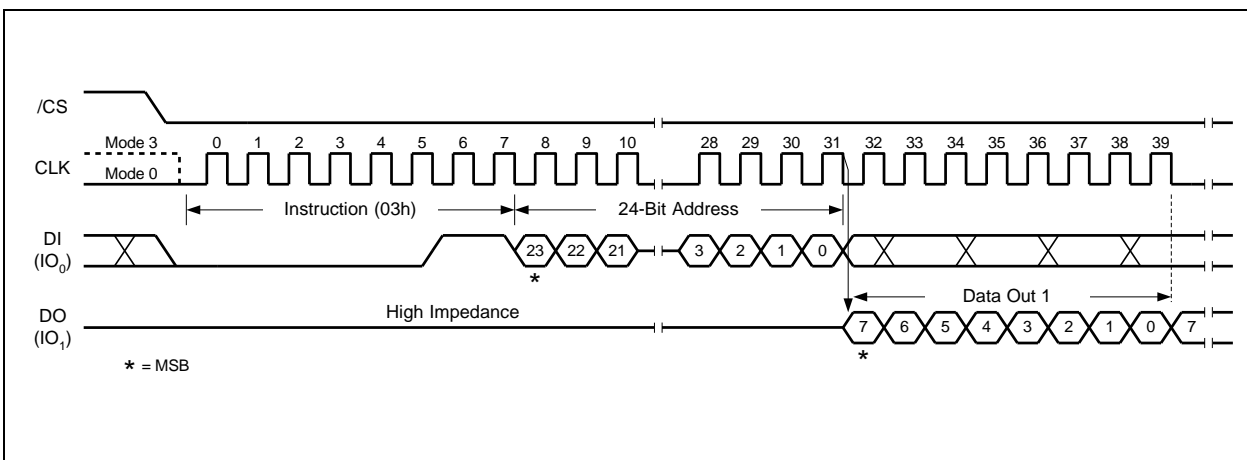 /CS
Mode 3 0 1 2 3 4 5 6 7 8 9 10 28 29 30 31 32 33 34 35 36 37 38 39
CLK
Mode 0
Instruction (03h) 24-Bit Address
DI
(IO0) 23 22 21 3 2 1 0
*
High Impedance Data Out 1
DO
(IO1) 7 6 5 4 3 2 1 0 7
*
* = MSB